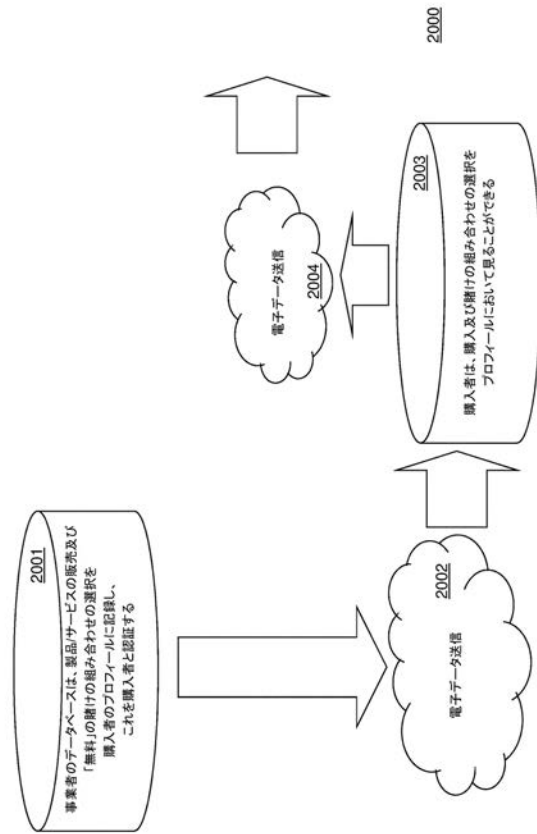 2001
事業者のデータベースは、製品/サービスの販売及び
「無料」の賭けの組み合わせの選択を
購入者のプロフィールに記録し、
これを購入者と認証する
2002
電子データ送信
2003
購入者は、購入及び賭けの組み合わせの選択を
プロフィールにおいて見ることができる
電子データ送信
2004
2000